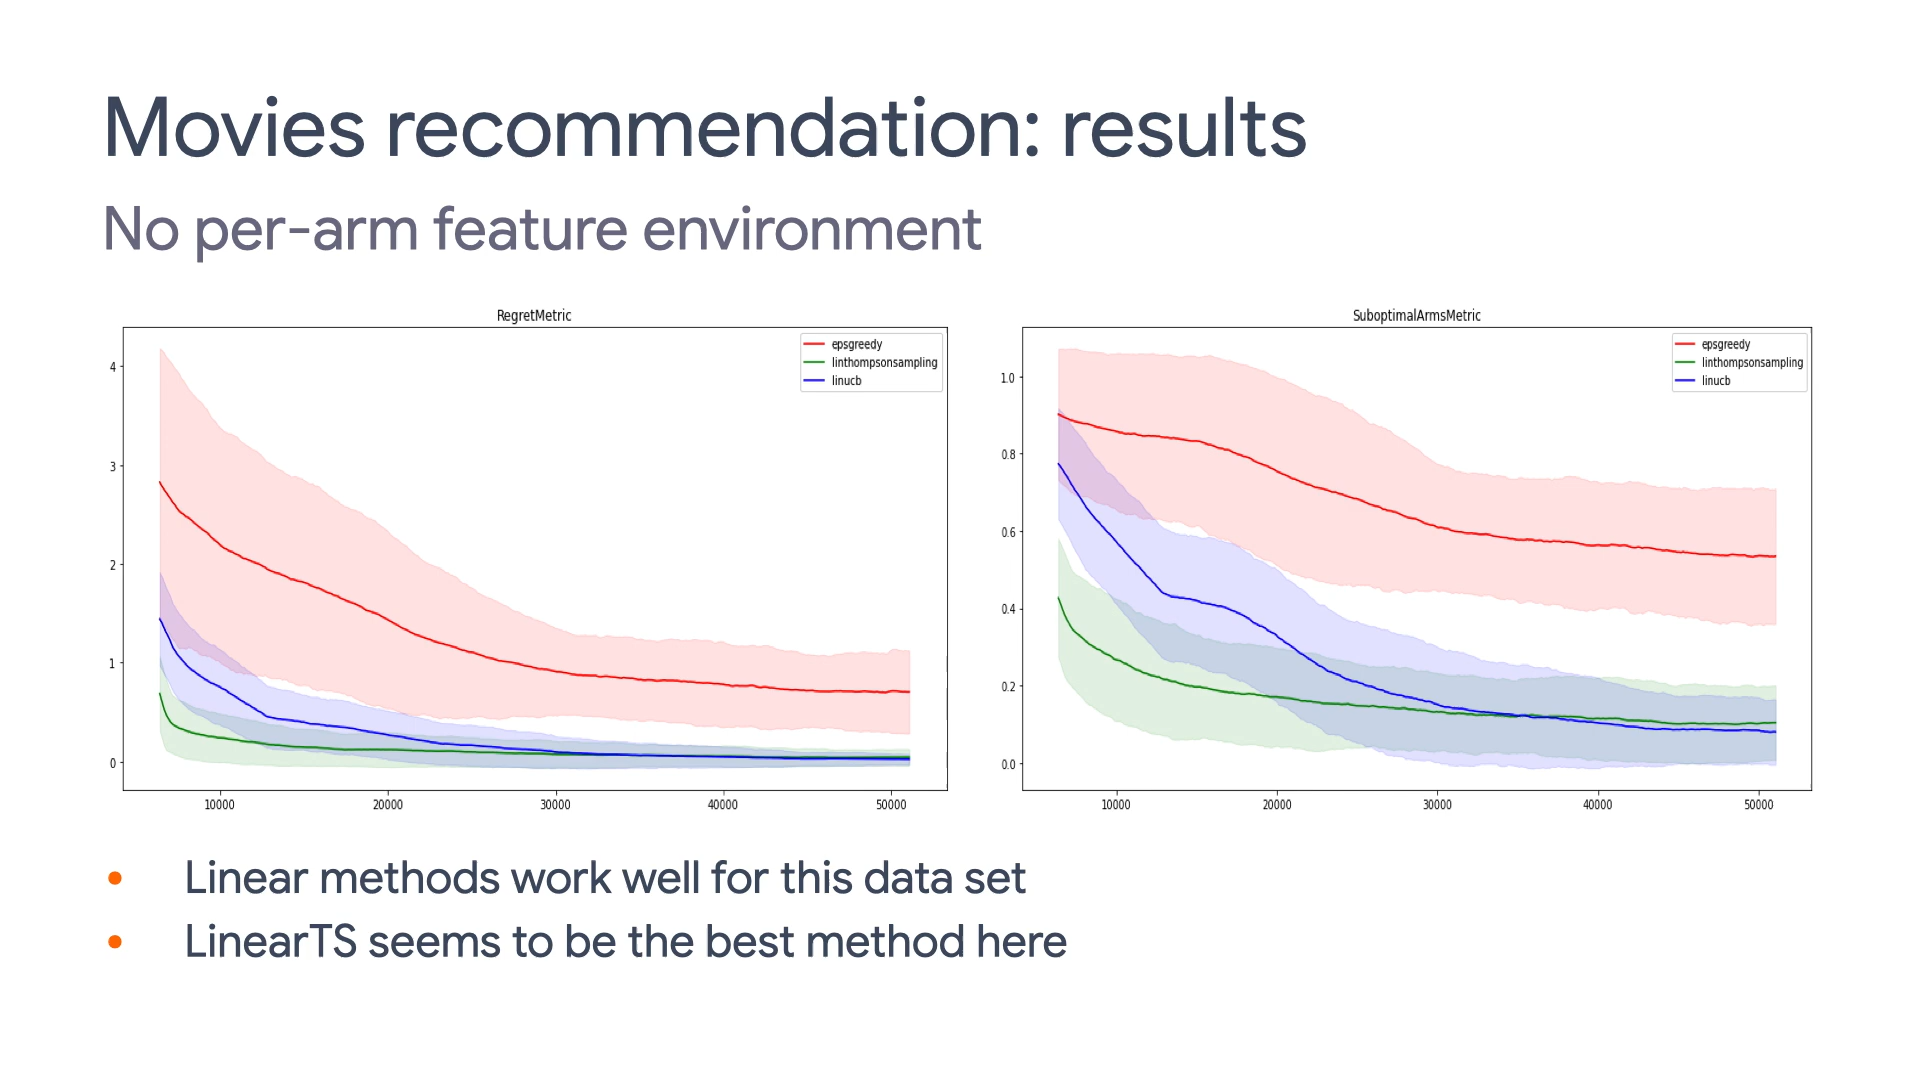 Movies recommendation: results
No per-arm feature environment
RegretMetric
epsgreedy
linthompsonsampling
linucb
4
3
2
1
0
10000 20000 30000 40000 50000
SuboptimalArmsMetric
epsgreedy
linthompsonsampling
linucb
1.0
0.8
0.6
0.4
0.2
0.0
10000 20000 30000 40000 50000
• Linear methods work well for this data set
• LinearTS seems to be the best method here